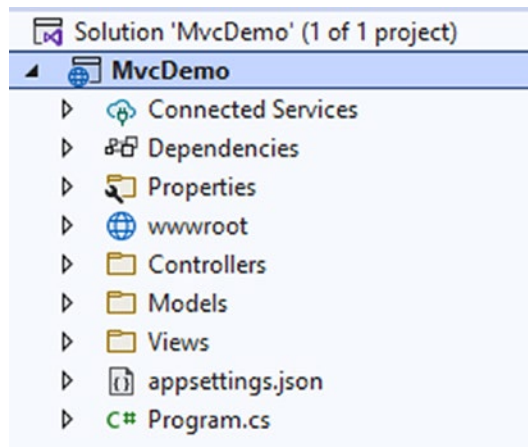 Solution 'MvcDemo' (1 of 1 project)
MvcDemo
Connected Services
Dependencies
Properties
wwwroot
Controllers
Models
Views
appsettings.json
C# Program.cs